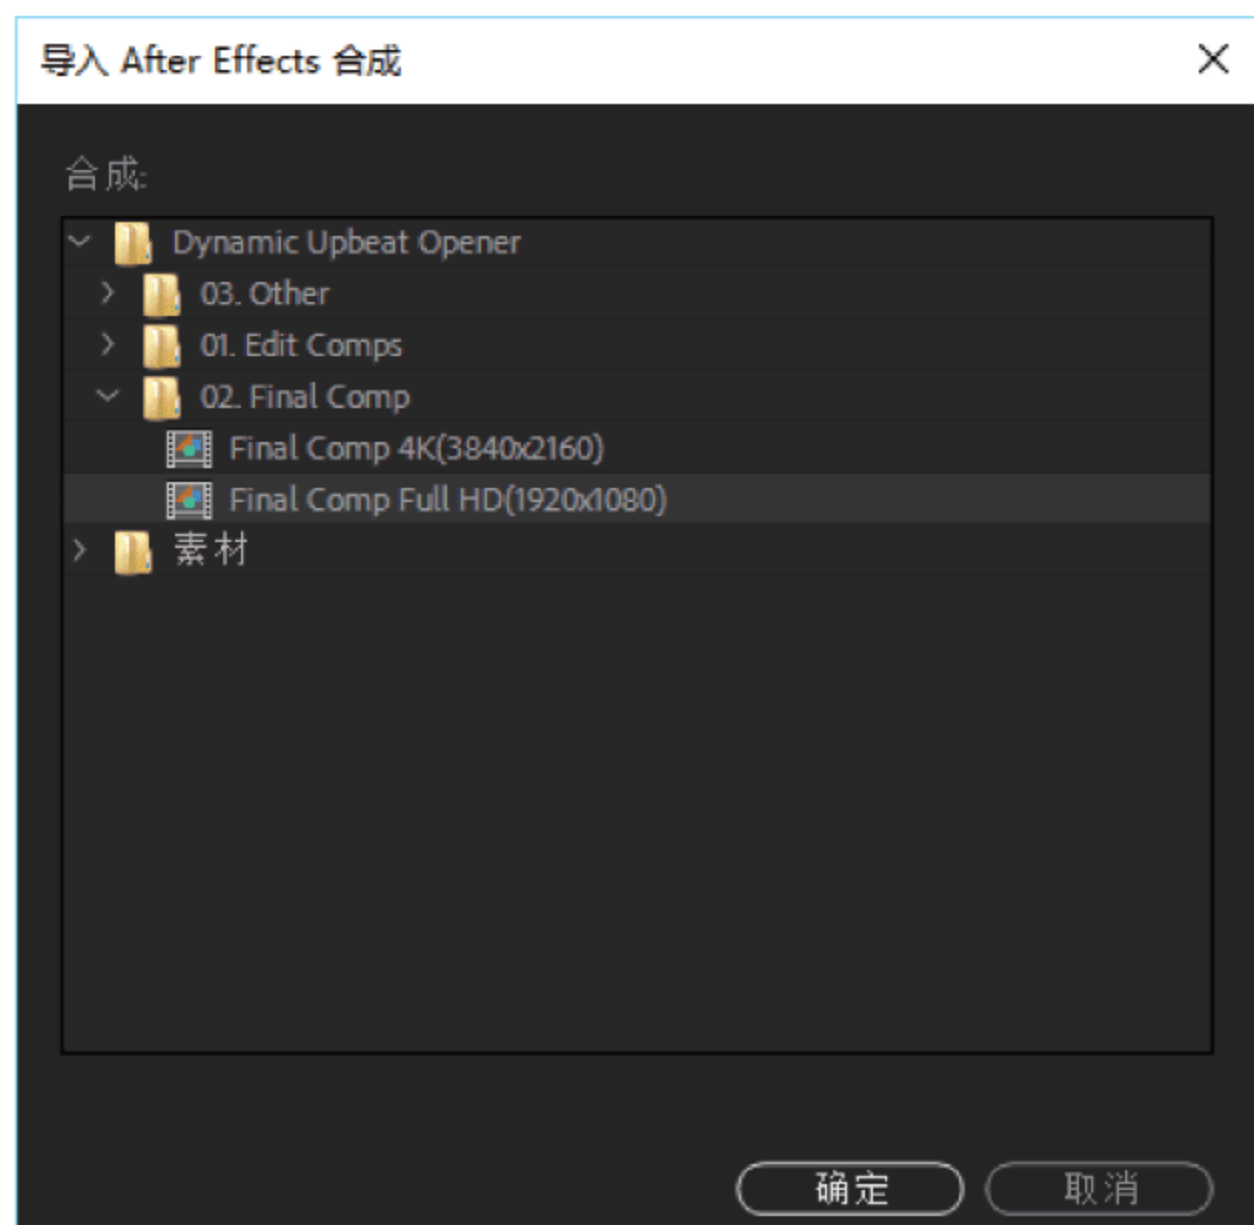 导入 After Effects 合成
合成:
Dynamic Upbeat Opener
03. Other
01. Edit Comps
02. Final Comp
Final Comp 4K(3840x2160)
Final Comp Full HD(1920x1080)
素材
确定 取消